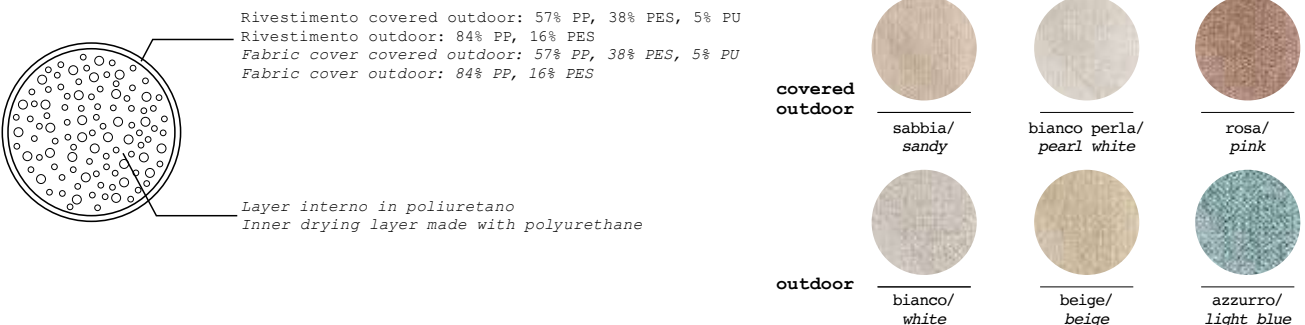 Rivestimento covered outdoor: 57% PP, 38% PES, 5% PU
Rivestimento outdoor: 84% PP, 16% PES
Fabric cover covered outdoor: 57% PP, 38% PES, 5% PU
Fabric cover outdoor: 84% PP, 16% PES
Layer interno in poliuretano
Inner drying layer made with polyurethane
covered
outdoor
sabbia/
sandy
bianco perla/
pearl white
rosa/
pink
outdoor
bianco/
white
beige/
beige
azzurro/
light blue